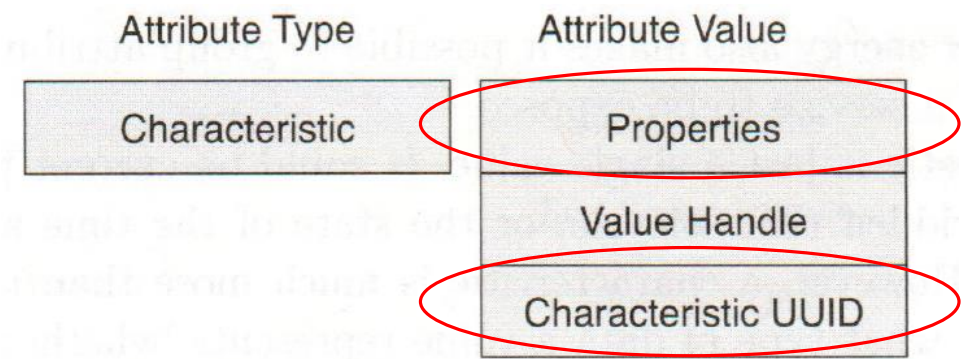 Attribute Type Attribute Value
Characteristic Properties
Value Handle
Characteristic UUID